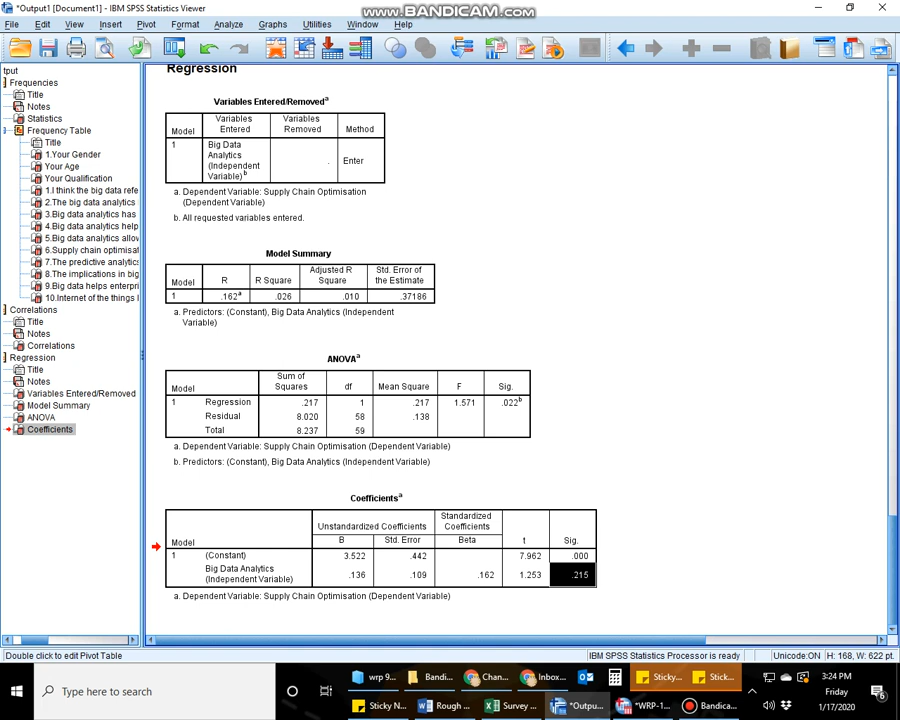 *Output1 [Document1] - IBM SPSS Statistics Viewer
www.BANDICAM.com
File Edit View Insert Pivot Format Analyze Graphs Utilities Window Help
tput
Frequencies
Title
Notes
Statistics
Frequency Table
Title
1.Your Gender
Your Age
Your Qualification
1.I think the big data refe
2.The big data analytics
3.Big data analytics has
4.Big data analytics help
5.Big data analytics allow
6.Supply chain optimisat
7.The predictive analytic
8.The implications in big
9.Big data helps enterpri
10.Internet of the things I
Correlations
Title
Notes
Correlations
Regression
Title
Notes
Variables Entered/Removed
Model Summary
ANOVA
Coefficients
Regression
Variables Entered/Removedᵃ
Model Variables Entered Variables Removed Method
1 Big Data Analytics (Independent Variable)ᵇ . Enter
a. Dependent Variable: Supply Chain Optimisation
(Dependent Variable)
b. All requested variables entered.
Model Summary
Model R R Square Adjusted R Square Std. Error of the Estimate
1 .162ᵃ .026 .010 .37186
a. Predictors: (Constant), Big Data Analytics (Independent
Variable)
ANOVAᵃ
Model Sum of Squares df Mean Square F Sig.
1 Regression .217 1 .217 1.571 .022ᵇ
Residual 8.020 58 .138
Total 8.237 59
a. Dependent Variable: Supply Chain Optimisation (Dependent Variable)
b. Predictors: (Constant), Big Data Analytics (Independent Variable)
Coefficientsᵃ
Unstandardized Coefficients Standardized Coefficients
Model B Std. Error Beta t Sig.
1 (Constant) 3.522 .442 7.962 .000
Big Data Analytics (Independent Variable) .136 .109 .162 1.253 .215
a. Dependent Variable: Supply Chain Optimisation (Dependent Variable)
Double click to edit Pivot Table
IBM SPSS Statistics Processor is ready
Unicode:ON H: 168, W: 622 pt.
Type here to search
wrp 9... Bandi... Chan... Inbox... Sticky... Stick...
Sticky N... Rough ... Survey ... *Outpu... *WRP-1... Bandica...
3:24 PM
Friday
1/17/2020
6